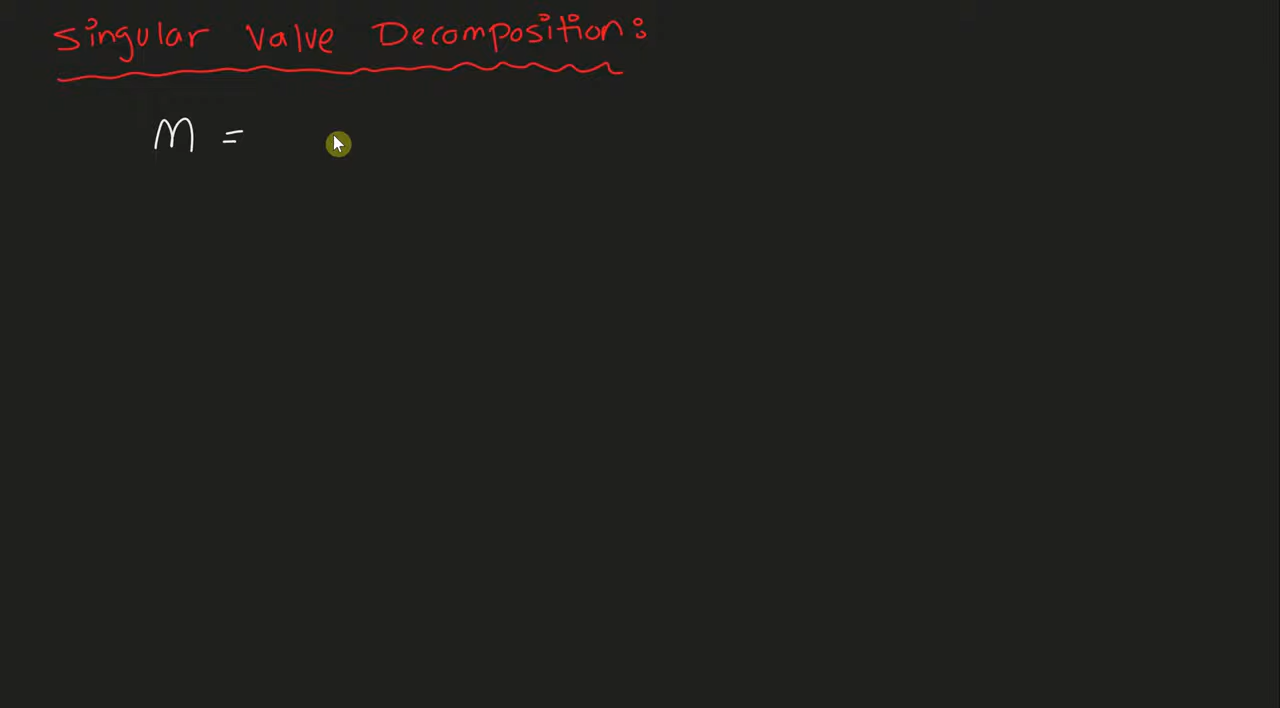 Singular Value Decomposition:
M =